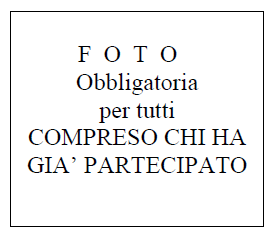 F O T O
Obbligatoria
per tutti
COMPRESO CHI HA
GIA’ PARTECIPATO